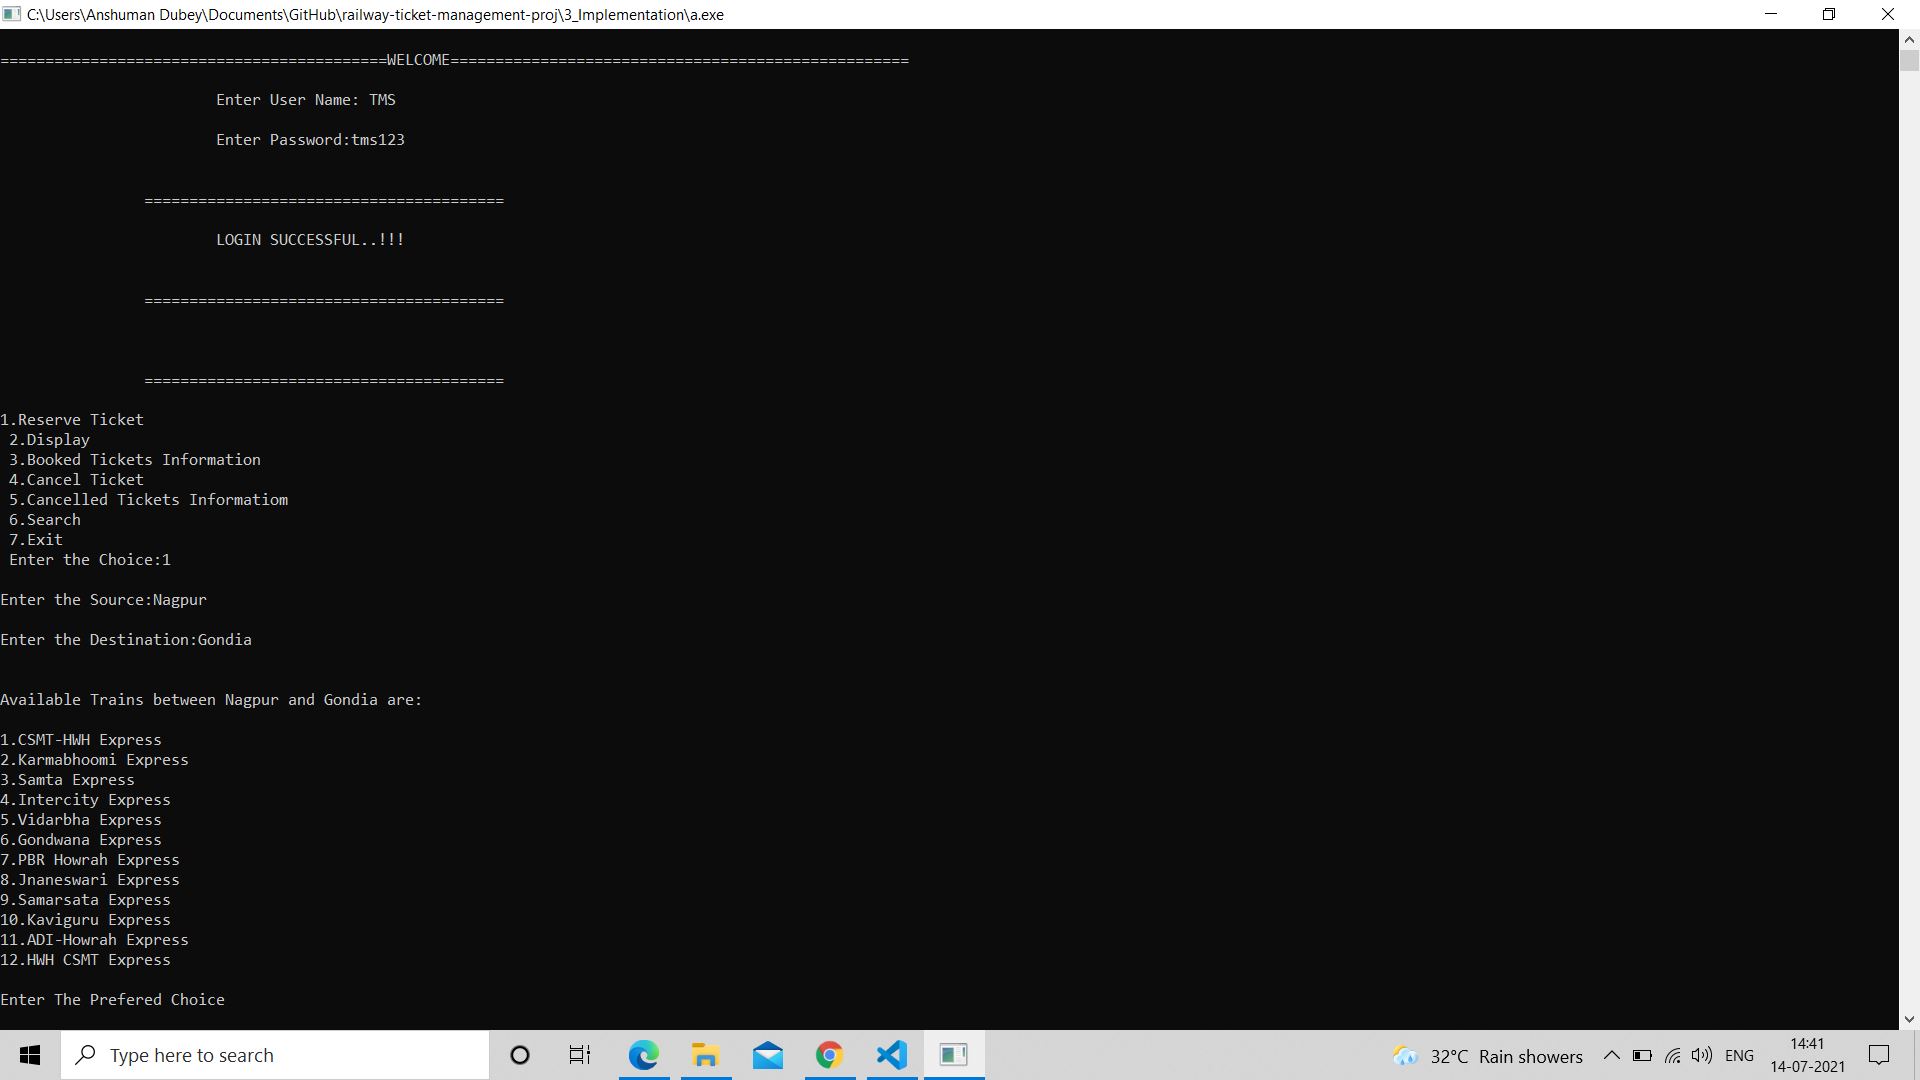 C:\Users\Anshuman Dubey\Documents\GitHub\railway-ticket-management-proj\3_Implementation\a.exe
===========================================WELCOME===================================================
Enter User Name: TMS
Enter Password:tms123
========================================
LOGIN SUCCESSFUL..!!!
========================================
========================================
1.Reserve Ticket
2.Display
3.Booked Tickets Information
4.Cancel Ticket
5.Cancelled Tickets Informatiom
6.Search
7.Exit
Enter the Choice:1
Enter the Source:Nagpur
Enter the Destination:Gondia
Available Trains between Nagpur and Gondia are:
1.CSMT-HWH Express
2.Karmabhoomi Express
3.Samta Express
4.Intercity Express
5.Vidarbha Express
6.Gondwana Express
7.PBR Howrah Express
8.Jnaneswari Express
9.Samarsata Express
10.Kaviguru Express
11.ADI-Howrah Express
12.HWH CSMT Express
Enter The Prefered Choice
Type here to search
32°C Rain showers
ENG
14:41
14-07-2021